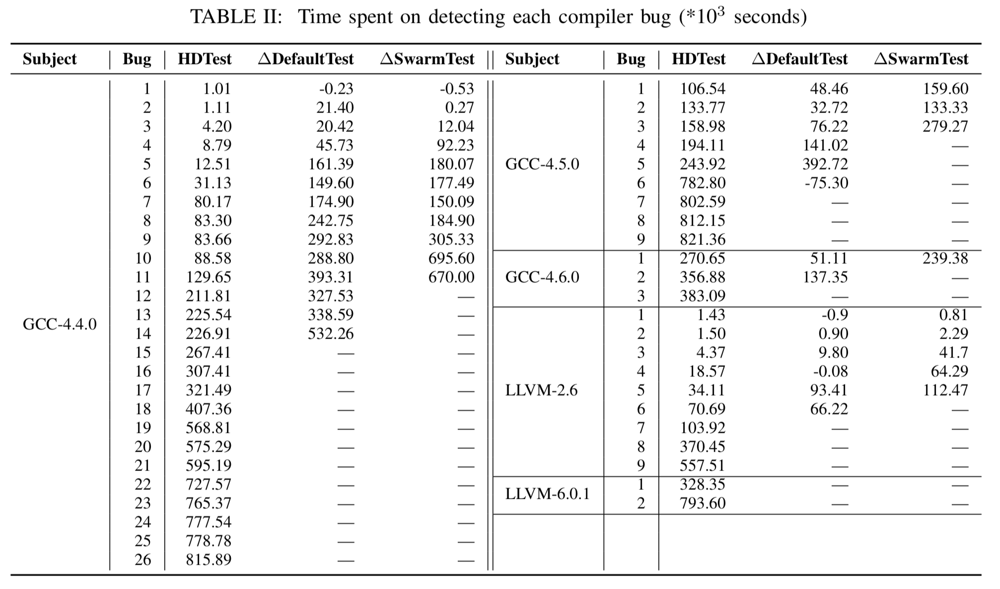 TABLE II: Time spent on detecting each compiler bug (*10³ seconds)
Subject Bug HDTest △DefaultTest △SwarmTest Subject Bug HDTest △DefaultTest △SwarmTest
1 1.01 -0.23 -0.53 1 106.54 48.46 159.60
2 1.11 21.40 0.27 2 133.77 32.72 133.33
3 4.20 20.42 12.04 3 158.98 76.22 279.27
4 8.79 45.73 92.23 4 194.11 141.02 —
5 12.51 161.39 180.07 GCC-4.5.0 5 243.92 392.72 —
6 31.13 149.60 177.49 6 782.80 -75.30 —
7 80.17 174.90 150.09 7 802.59 — —
8 83.30 242.75 184.90 8 812.15 — —
9 83.66 292.83 305.33 9 821.36 — —
10 88.58 288.80 695.60 1 270.65 51.11 239.38
11 129.65 393.31 670.00 GCC-4.6.0 2 356.88 137.35 —
12 211.81 327.53 — 3 383.09 — —
13 225.54 338.59 — 1 1.43 -0.9 0.81
GCC-4.4.0
14 226.91 532.26 — 2 1.50 0.90 2.29
15 267.41 — — 3 4.37 9.80 41.7
16 307.41 — — 4 18.57 -0.08 64.29
17 321.49 — — LLVM-2.6 5 34.11 93.41 112.47
18 407.36 — — 6 70.69 66.22 —
19 568.81 — — 7 103.92 — —
20 575.29 — — 8 370.45 — —
21 595.19 — — 9 557.51 — —
22 727.57 — — 1 328.35 — —
LLVM-6.0.1
23 765.37 — — 2 793.60 — —
24 777.54 — —
25 778.78 — —
26 815.89 — —